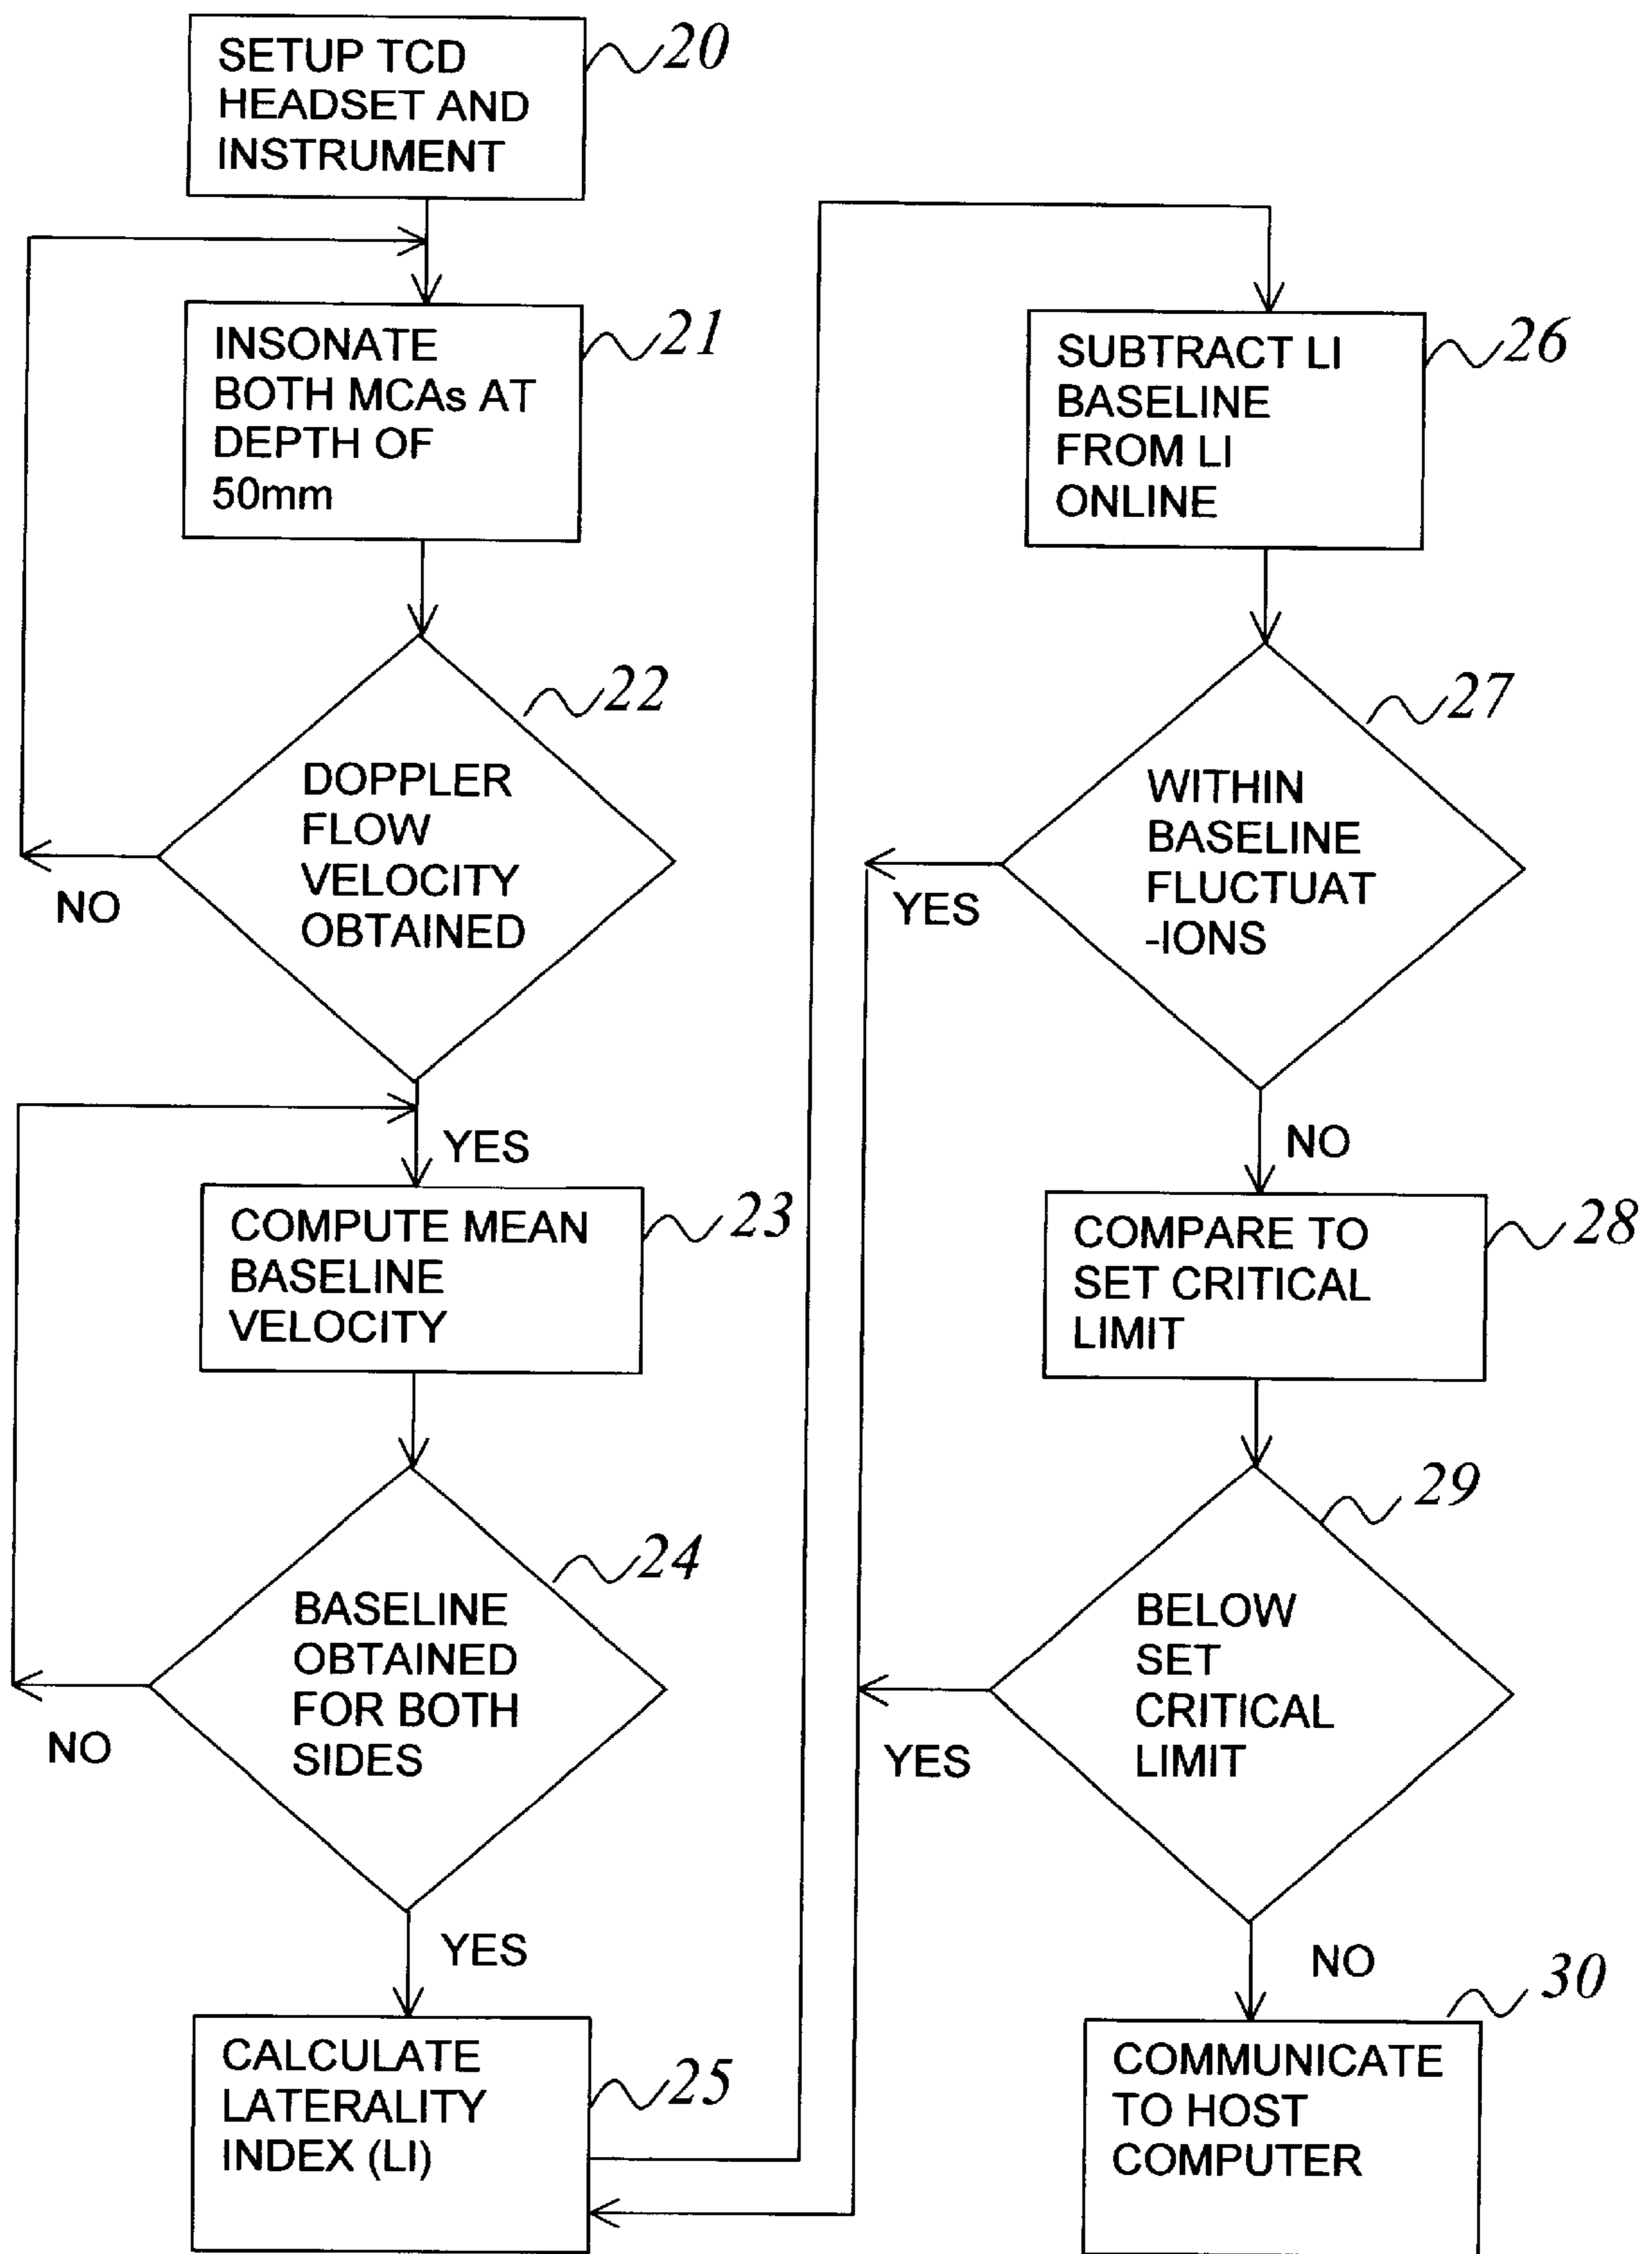 SETUP TCD
HEADSET AND
INSTRUMENT
20
INSONATE
BOTH MCAs AT
DEPTH OF
50mm
21
DOPPLER
FLOW
VELOCITY
OBTAINED
22
NO
YES
COMPUTE MEAN
BASELINE
VELOCITY
23
BASELINE
OBTAINED
FOR BOTH
SIDES
24
NO
YES
CALCULATE
LATERALITY
INDEX (LI)
25
SUBTRACT LI
BASELINE
FROM LI
ONLINE
26
WITHIN
BASELINE
FLUCTUAT
-IONS
27
YES
NO
COMPARE TO
SET CRITICAL
LIMIT
28
BELOW
SET
CRITICAL
LIMIT
29
YES
NO
COMMUNICATE
TO HOST
COMPUTER
30